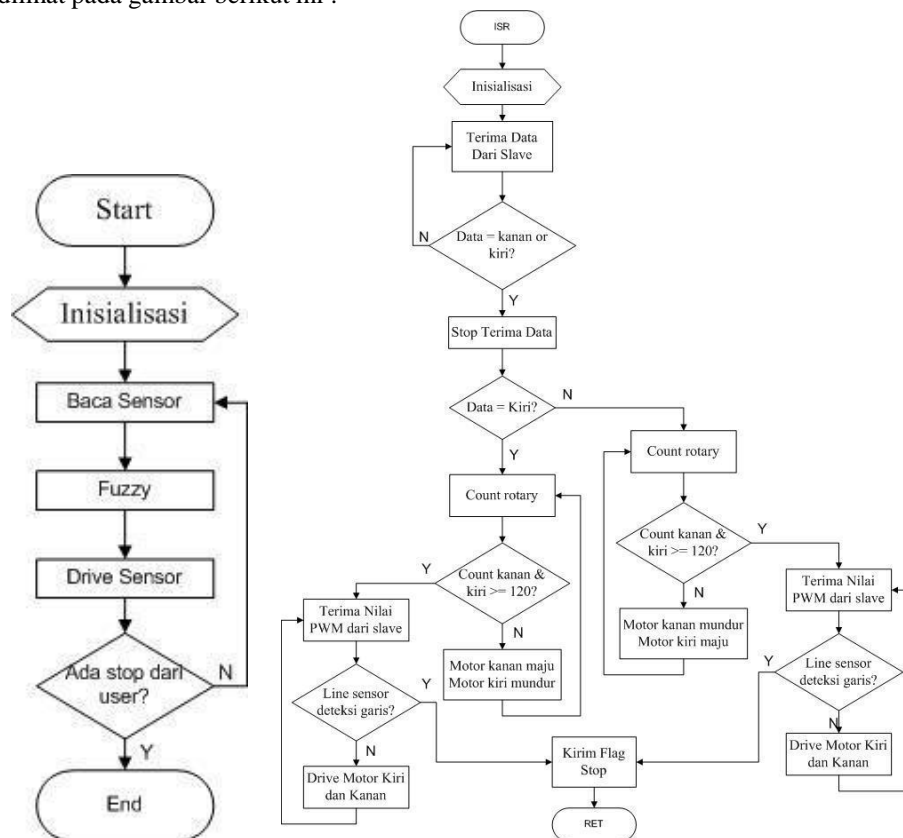 dilihat pada gambar berikut ini :
Start
Inisialisasi
Baca Sensor
Fuzzy
Drive Sensor
Ada stop dari
user?
N
Y
End
ISR
Inisialisasi
Terima Data
Dari Slave
Data = kanan or
kiri?
N
Y
Stop Terima Data
Data = Kiri?
N
Y
Count rotary
Count kanan &
kiri >= 120?
Y
N
Motor kanan maju
Motor kiri mundur
Terima Nilai
PWM dari slave
Line sensor
deteksi garis?
Y
N
Drive Motor Kiri
dan Kanan
Count rotary
Count kanan &
kiri >= 120?
Y
N
Motor kanan mundur
Motor kiri maju
Terima Nilai
PWM dari slave
Line sensor
deteksi garis?
Y
N
Drive Motor Kiri
dan Kanan
Kirim Flag
Stop
RET